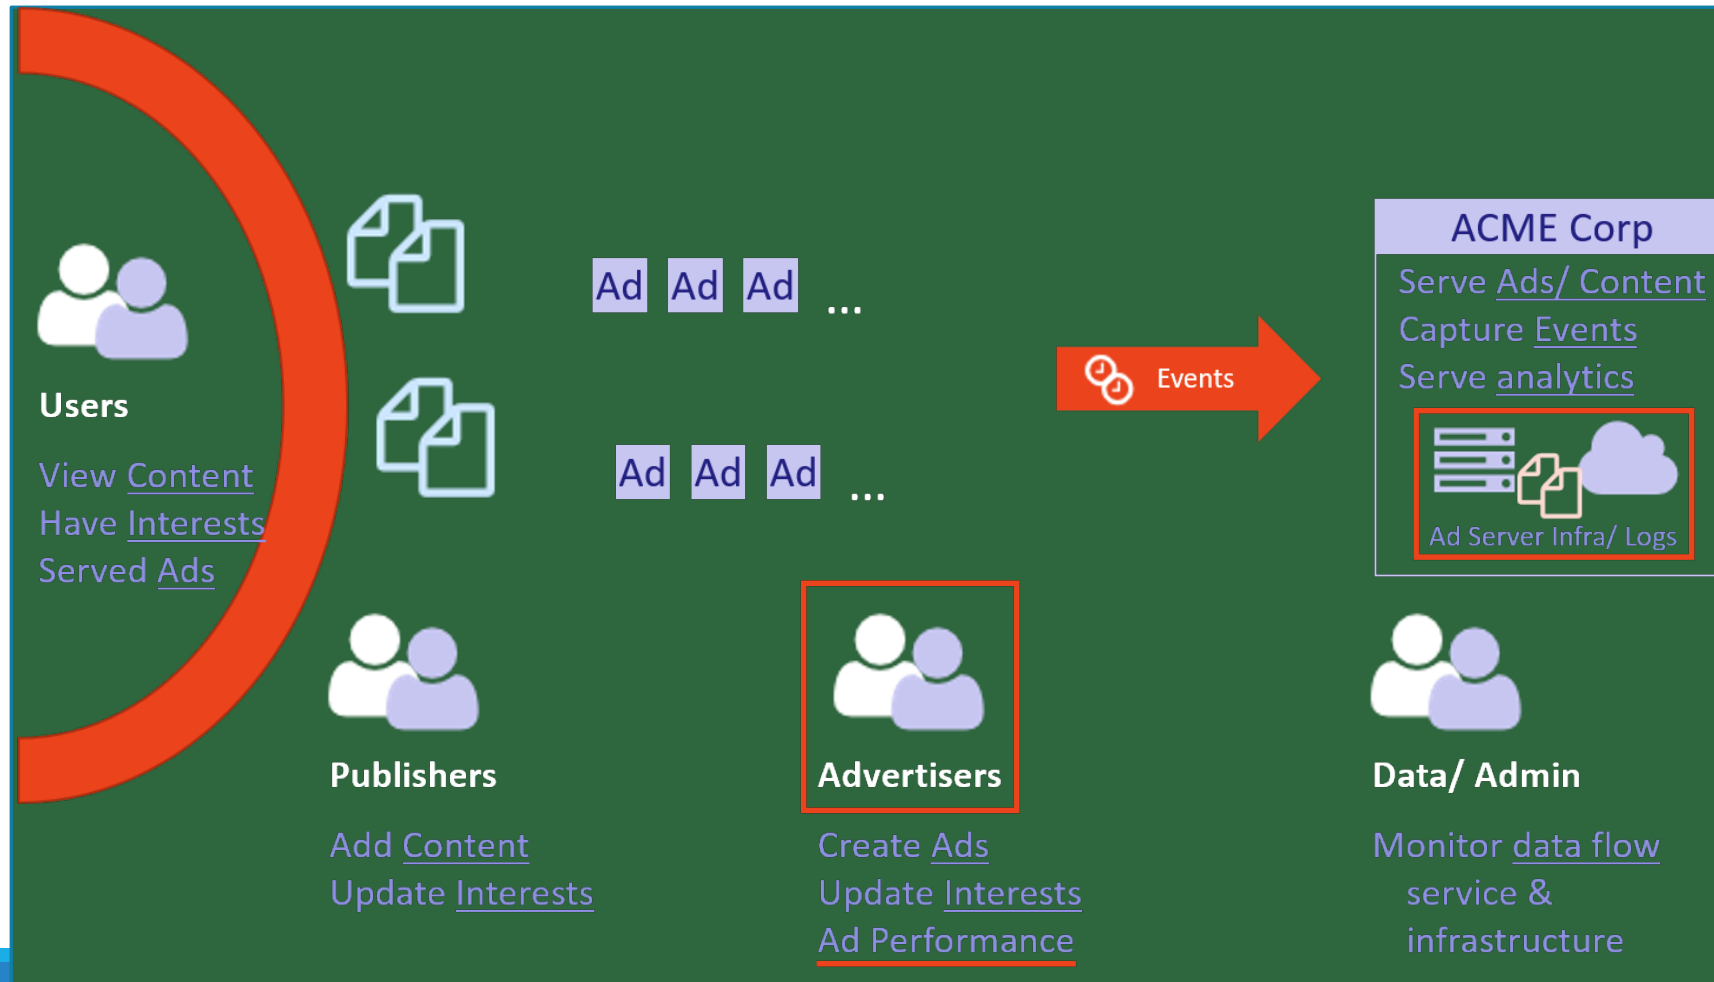 Users
View Content
Have Interests
Served Ads
Ad Ad Ad ...
Ad Ad Ad ...
Events
ACME Corp
Serve Ads/ Content
Capture Events
Serve analytics
Ad Server Infra/ Logs
Publishers
Add Content
Update Interests
Advertisers
Create Ads
Update Interests
Ad Performance
Data/ Admin
Monitor data flow
service &
infrastructure